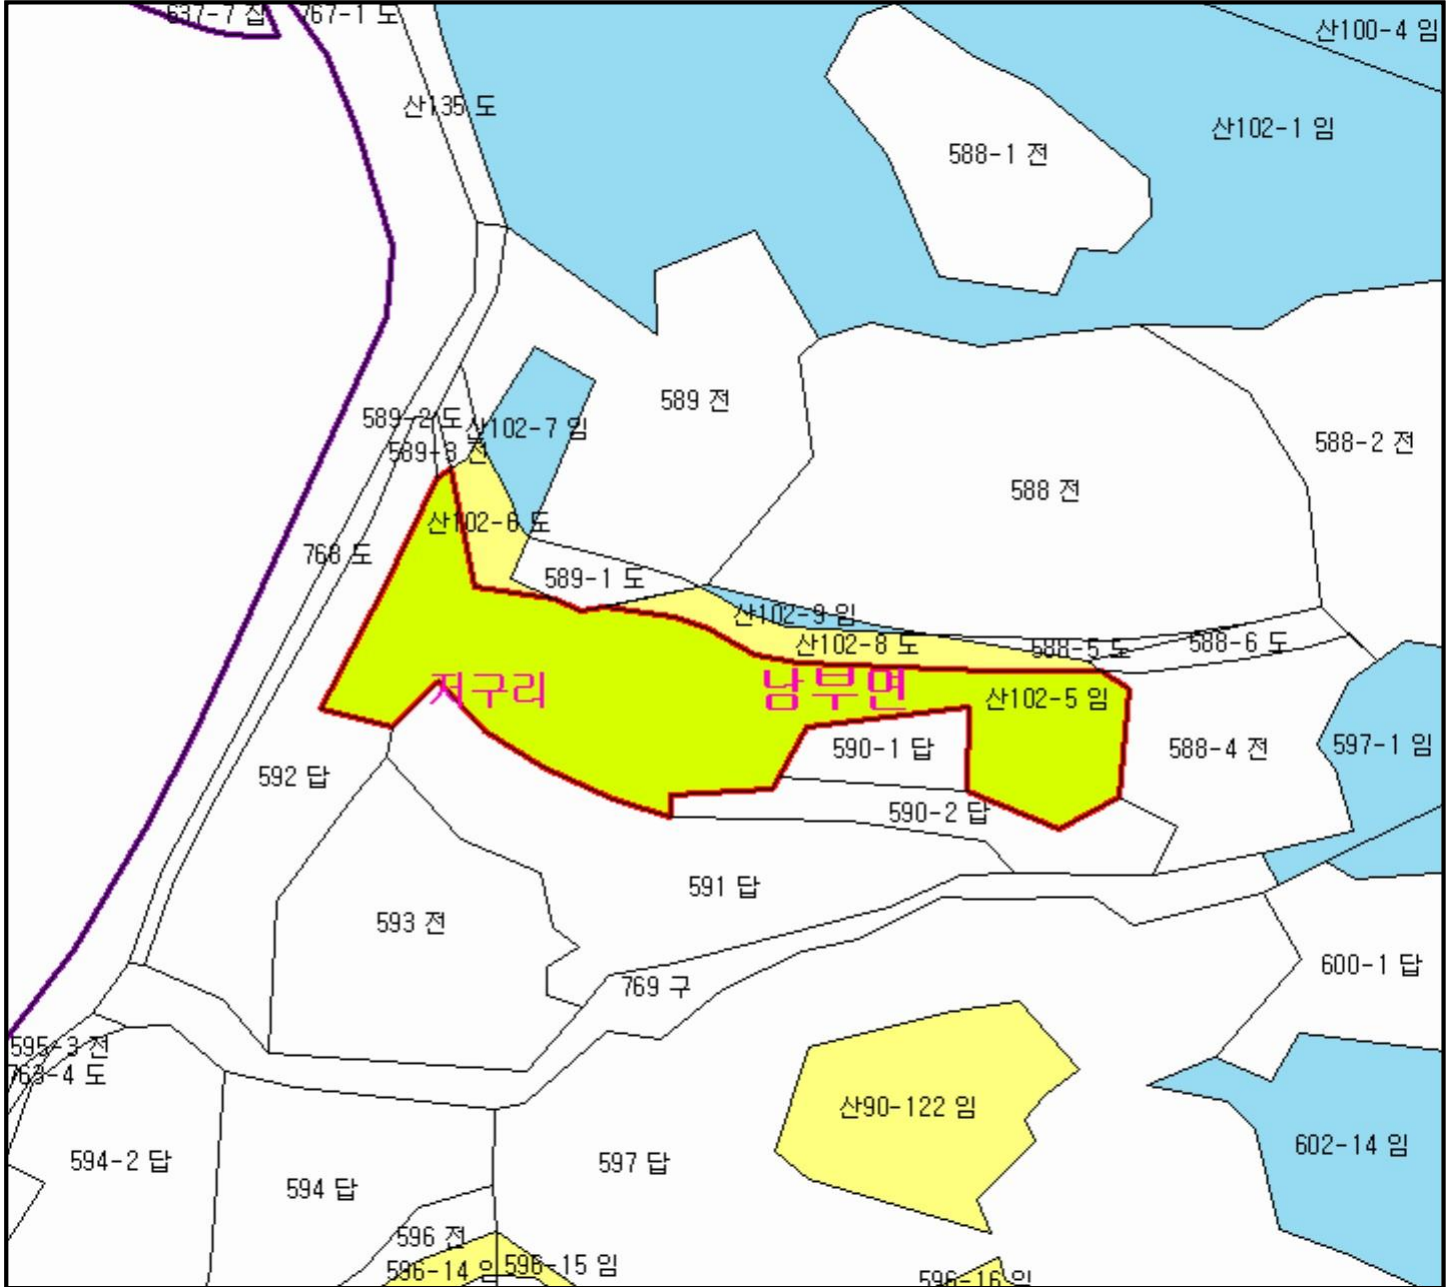 637-7 잡
767-1 도
산100-4 임
산135 도
산102-1 임
588-1 전
589 전
589-2 도
산102-7 임
589-3 전
588-2 전
588 전
산102-6 도
768 도
589-1 도
산102-9 임
산102-8 도
588-5 도
588-6 도
저구리
남부면
산102-5 임
590-1 답
588-4 전
597-1 임
592 답
590-2 답
591 답
593 전
600-1 답
769 구
595-3 전
763-4 도
산90-122 임
594-2 답
597 답
602-14 임
594 답
596 전
596-14 임
596-15 임
596-16 임